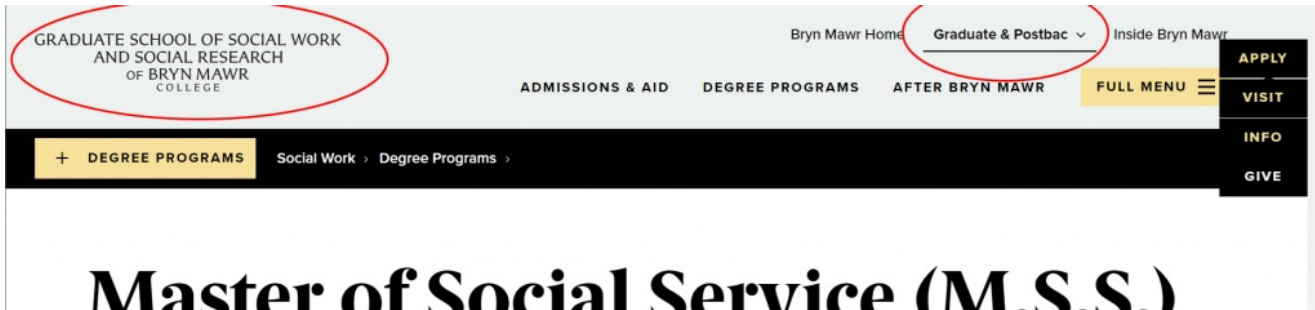 GRADUATE SCHOOL OF SOCIAL WORK
AND SOCIAL RESEARCH
OF BRYN MAWR
COLLEGE
Bryn Mawr Home
Graduate & Postbac
Inside Bryn Mawr
ADMISSIONS & AID
DEGREE PROGRAMS
AFTER BRYN MAWR
FULL MENU
APPLY
VISIT
INFO
GIVE
+ DEGREE PROGRAMS
Social Work › Degree Programs ›
Master of Social Service (M.S.S.)